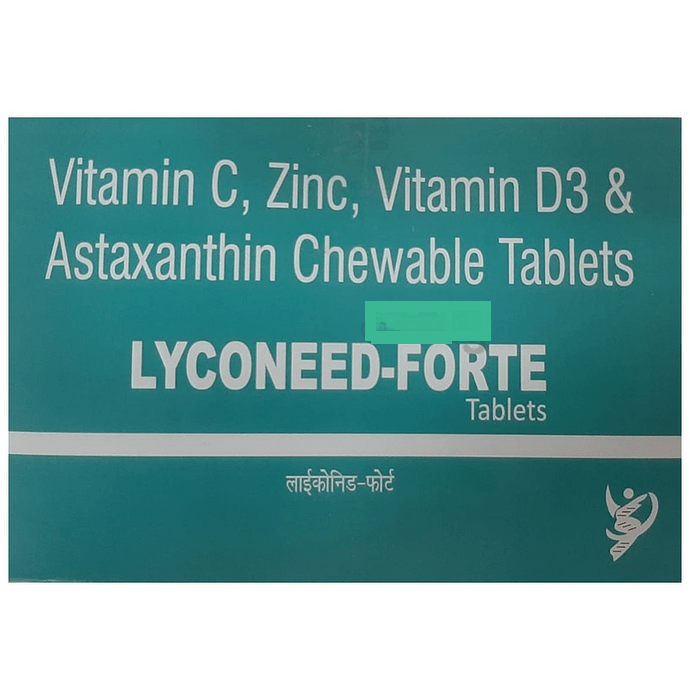 Vitamin C, Zinc, Vitamin D3 &
Astaxanthin Chewable Tablets
LYCONEED-FORTE
Tablets
लाईकोनिड-फोर्ट